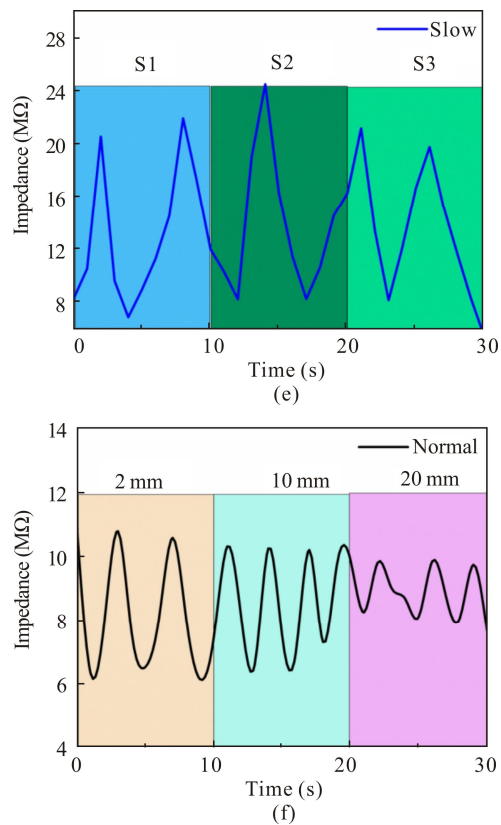 Slow
S1 S2 S3
28
24
20
16
12
8
Impedance (MΩ)
0 10 20 30
Time (s)
(e)
Normal
2 mm 10 mm 20 mm
14
12
10
8
6
4
Impedance (MΩ)
0 10 20 30
Time (s)
(f)